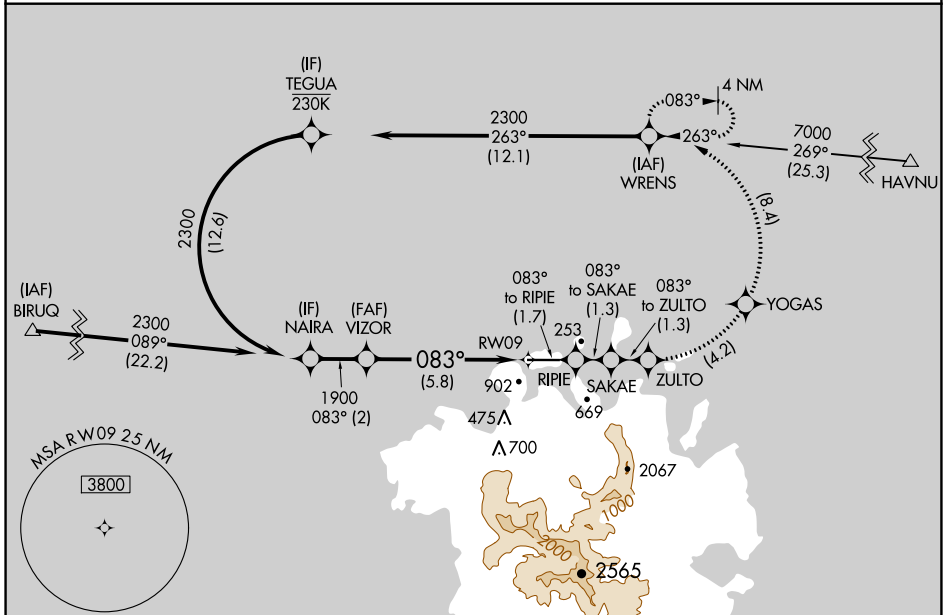 (IF)
TEGUA
230K
083°
4 NM
2300
263°
(12.1)
263°
(IAF)
WRENS
7000
269°
(25.3)
HAVNU
2300
(12.6)
(8.4)
(IAF)
BIRUQ
2300
089°
(22.2)
(IF)
NAIRA
(FAF)
VIZOR
083°
(5.8)
1900
083° (2)
RW09
083°
to RIPIE
(1.7)
083°
to SAKAE
(1.3)
083°
to ZULTO
(1.3)
253
YOGAS
(4.2)
RIPIE
SAKAE
ZULTO
902
475
669
700
2067
1000
2000
2565
MSA RW09 25 NM
3800